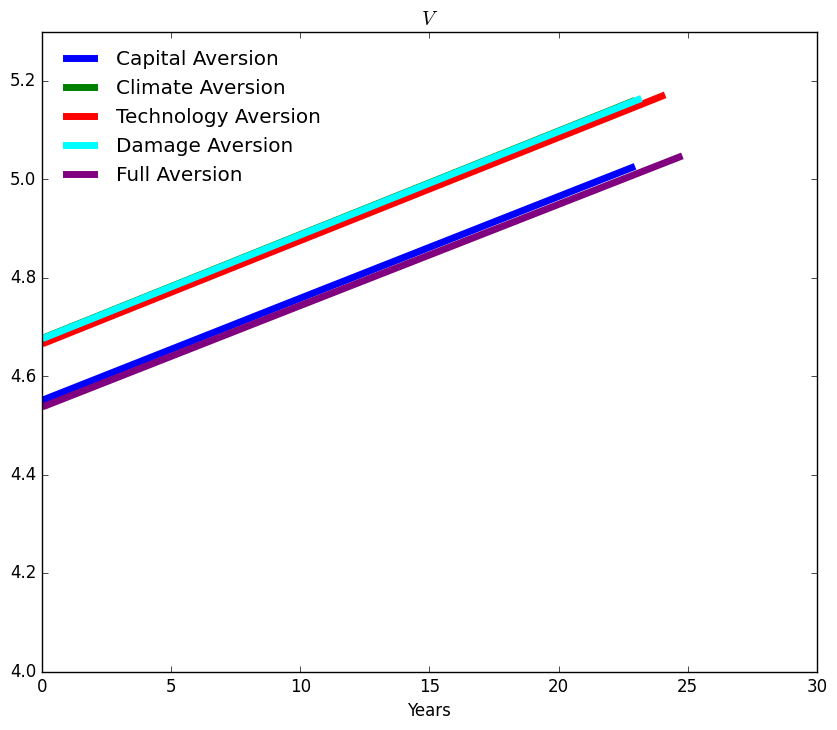 V
5.2
5.0
4.8
4.6
4.4
4.2
4.0
Capital Aversion
Climate Aversion
Technology Aversion
Damage Aversion
Full Aversion
0 5 10 15 20 25 30
Years